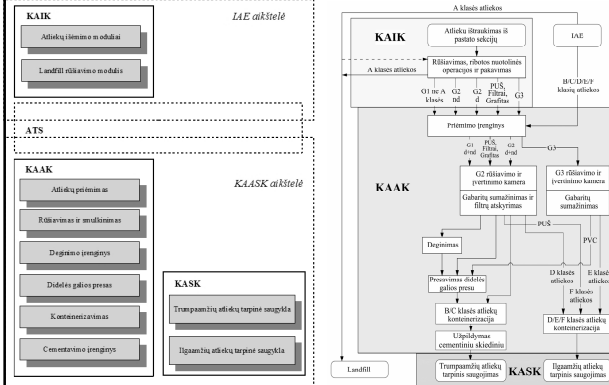 KAIK
IAE aikštelė
Atliekų išėmimo moduliai
Landfill rūšiavimo modulis
ATS
KAAK
KAASK aikštelė
Atliekų priėmimas
Rūšiavimas ir smulkinimas
Deginimo įrenginys
Didelės galios presas
Konteinerizavimas
Cementavimo įrenginys
KASK
Trumpaamžių atliekų tarpinė saugykla
Ilgaamžių atliekų tarpinė saugykla
A klasės atliekos
KAIK
Atliekų ištraukimas iš
pastato sekcijų
IAE
Rūšiavimas, ribotos nuotolinės
operacijos ir pakavimas
A klasės atliekos
G1 ne A
klasės
G2
nd
G2
d
PUŠ,
Filtrai,
Grafitas
G3
B/C/D/E/F
klasių atliekos
Priėmimo įrenginys
G1
d+nd
PUŠ,
Filtrai,
Grafitas
G2
d+nd
G3
KAAK
G2 rūšiavimo ir
įvertinimo kamera
Gabaritų sumažinimas ir
filtrų atskyrimas
G3 rūšiavimo ir
įvertinimo kamera
Gabaritų
sumažinimas
PUŠ
PVC
Deginimas
Presavimas didelės
galios presu
D klasės
atliekos
E klasės
atliekos
F klasės
atliekos
B/C klasės atliekų
konteinerizacija
D/E/F klasės atliekų
konteinerizacija
Užpildymas
cementiniu skiediniu
Landfill
Trumpaamžių atliekų
tarpinis saugojimas
KASK
Ilgaamžių atliekų
tarpinis saugojimas